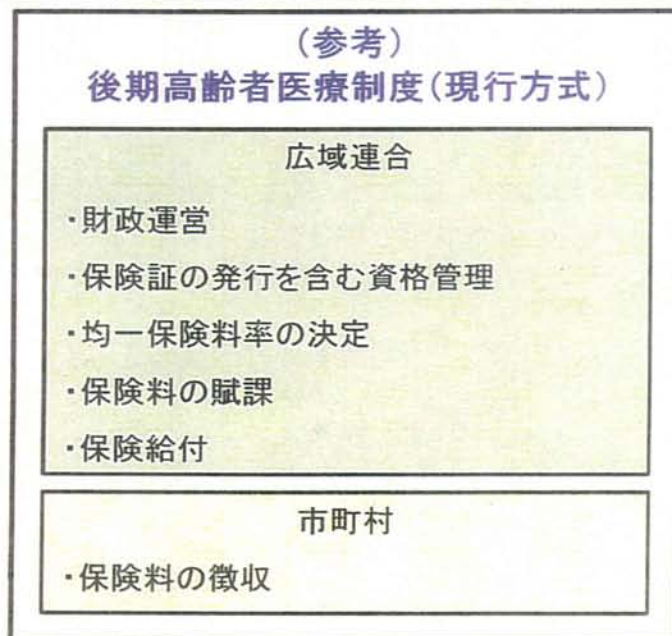 (参考)
後期高齢者医療制度(現行方式)
広域連合
・財政運営
・保険証の発行を含む資格管理
・均一保険料率の決定
・保険料の賦課
・保険給付
市町村
・保険料の徴収